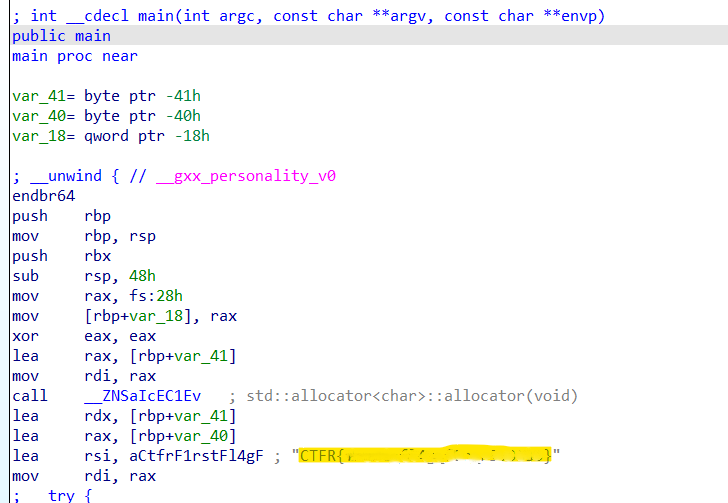 ; int __cdecl main(int argc, const char **argv, const char **envp)
public main
main proc near
var_41= byte ptr -41h
var_40= byte ptr -40h
var_18= qword ptr -18h
; __unwind { // __gxx_personality_v0
endbr64
push rbp
mov rbp, rsp
push rbx
sub rsp, 48h
mov rax, fs:28h
mov [rbp+var_18], rax
xor eax, eax
lea rax, [rbp+var_41]
mov rdi, rax
call __ZNSaIcEC1Ev ; std::allocator<char>::allocator(void)
lea rdx, [rbp+var_41]
lea rax, [rbp+var_40]
lea rsi, aCtfrF1rstFl4gF ; "CTFR{ }"
mov rdi, rax
; try {